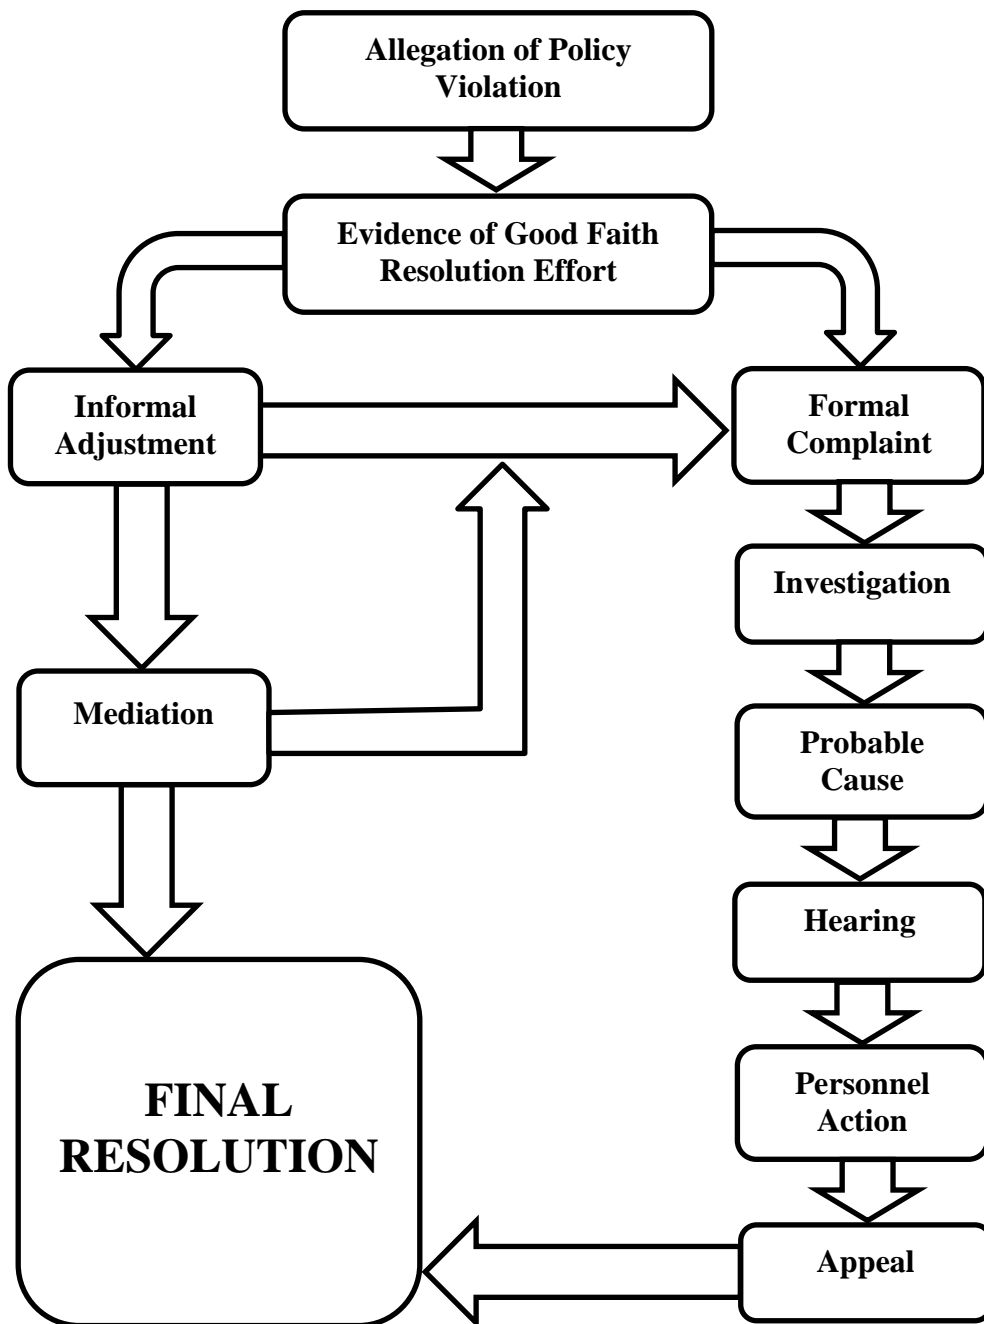 Allegation of Policy
Violation
Evidence of Good Faith
Resolution Effort
Informal
Adjustment
Formal
Complaint
Investigation
Mediation
Probable
Cause
Hearing
FINAL
RESOLUTION
Personnel
Action
Appeal